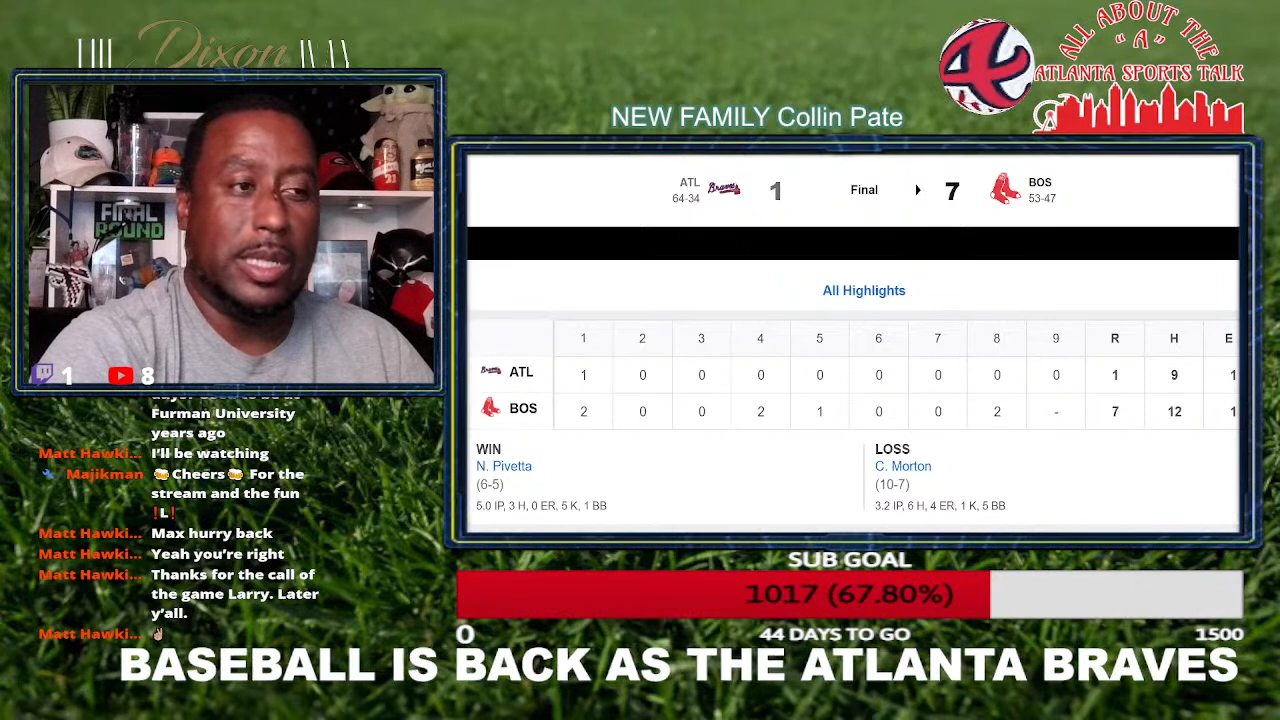 Dixon
ALL ABOUT THE
"A"
ATLANTA SPORTS TALK
NEW FAMILY Collin Pate
FINAL
ROUND
1 8
ATL
64-34
Braves
1
Final
7
BOS
53-47
All Highlights
1 2 3 4 5 6 7 8 9 R H E
ATL 1 0 0 0 0 0 0 0 0 1 9 1
BOS 2 0 0 2 1 0 0 2 - 7 12 1
WIN
N. Pivetta
(6-5)
5.0 IP, 3 H, 0 ER, 5 K, 1 BB
LOSS
C. Morton
(10-7)
3.2 IP, 6 H, 4 ER, 1 K, 5 BB
Furman University
years ago
Matt Hawki... I'll be watching
Majikman 🍻Cheers🍻 For the
stream and the fun
❗L❗
Matt Hawki... Max hurry back
Matt Hawki... Yeah you're right
Matt Hawki... Thanks for the call of
the game Larry. Later
y'all.
Matt Hawki... ✌🏼
SUB GOAL
1017 (67.80%)
0 44 DAYS TO GO 1500
BASEBALL IS BACK AS THE ATLANTA BRAVES